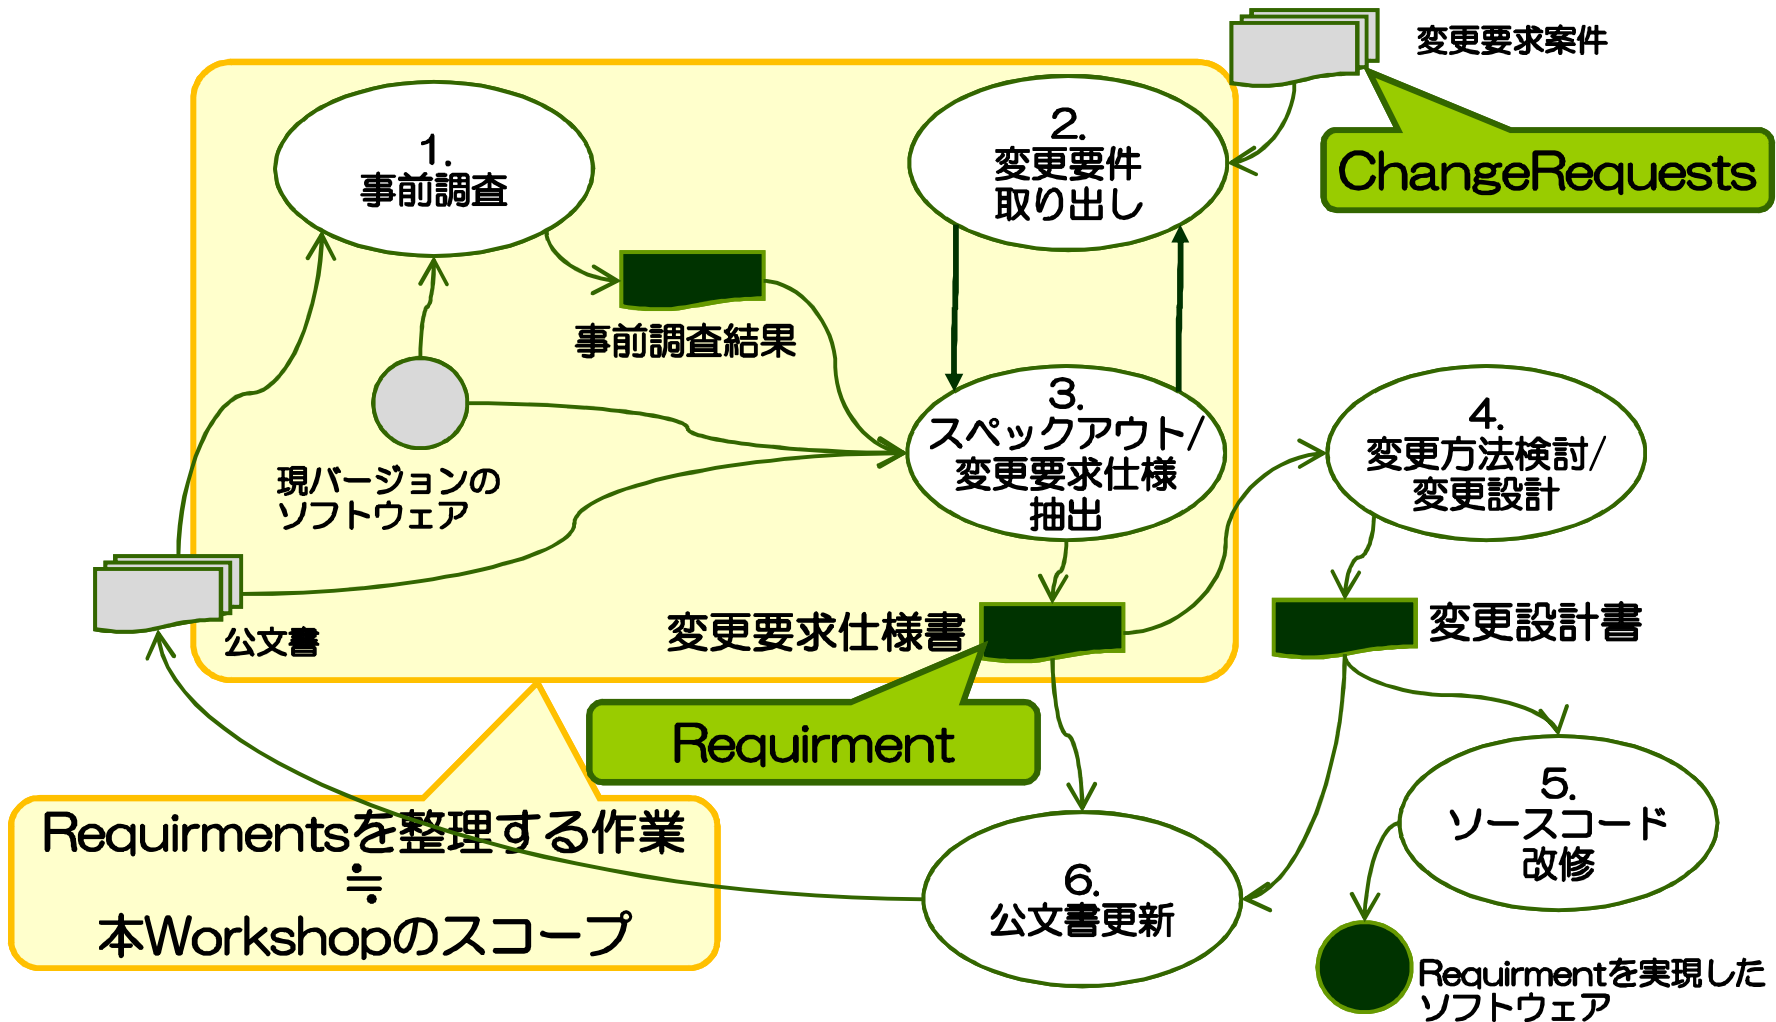 変更要求案件
ChangeRequests
1.
事前調査
2.
変更要件
取り出し
事前調査結果
3.
スペックアウト/
変更要求仕様
抽出
4.
変更方法検討/
変更設計
現バージョンの
ソフトウェア
公文書
変更要求仕様書
変更設計書
Requirment
5.
ソースコード
改修
6.
公文書更新
Requirmentsを整理する作業
≒
本Workshopのスコープ
Requirmentを実現した
ソフトウェア